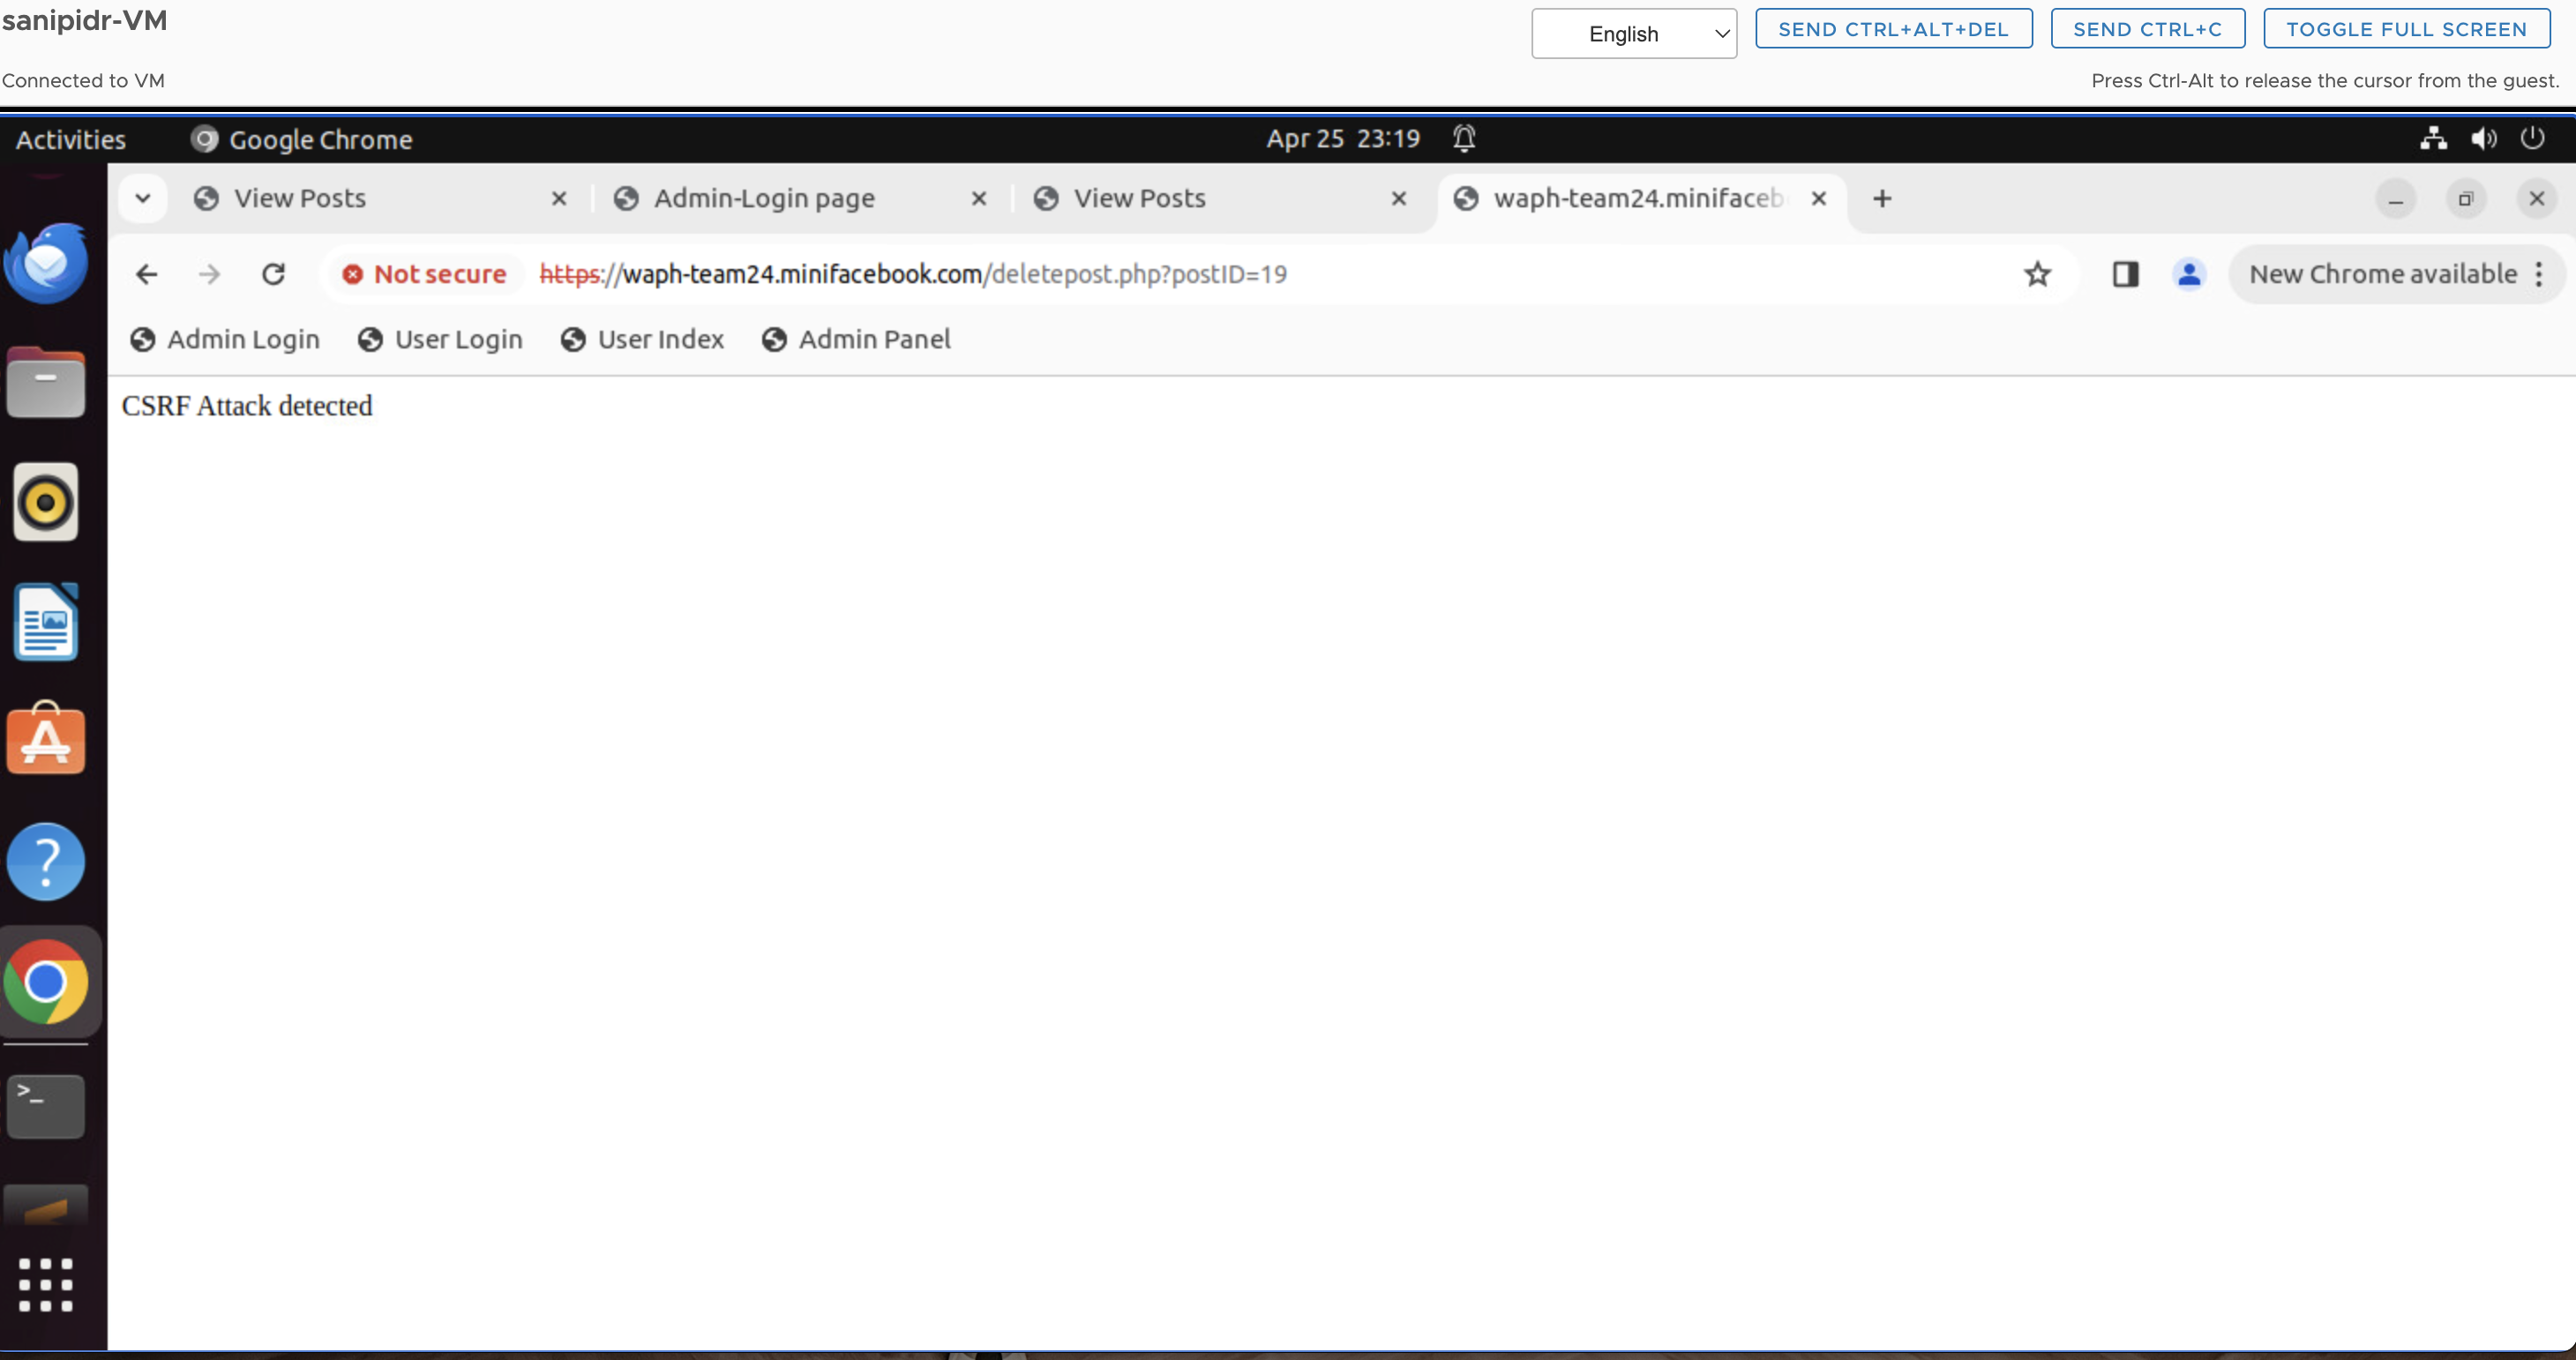 sanipidr-VM
English
SEND CTRL+ALT+DEL
SEND CTRL+C
TOGGLE FULL SCREEN
Connected to VM
Press Ctrl-Alt to release the cursor from the guest.
Activities
Google Chrome
Apr 25 23:19
View Posts
Admin-Login page
View Posts
waph-team24.minifaceb
Not secure
https://waph-team24.minifacebook.com/deletepost.php?postID=19
New Chrome available
Admin Login
User Login
User Index
Admin Panel
CSRF Attack detected